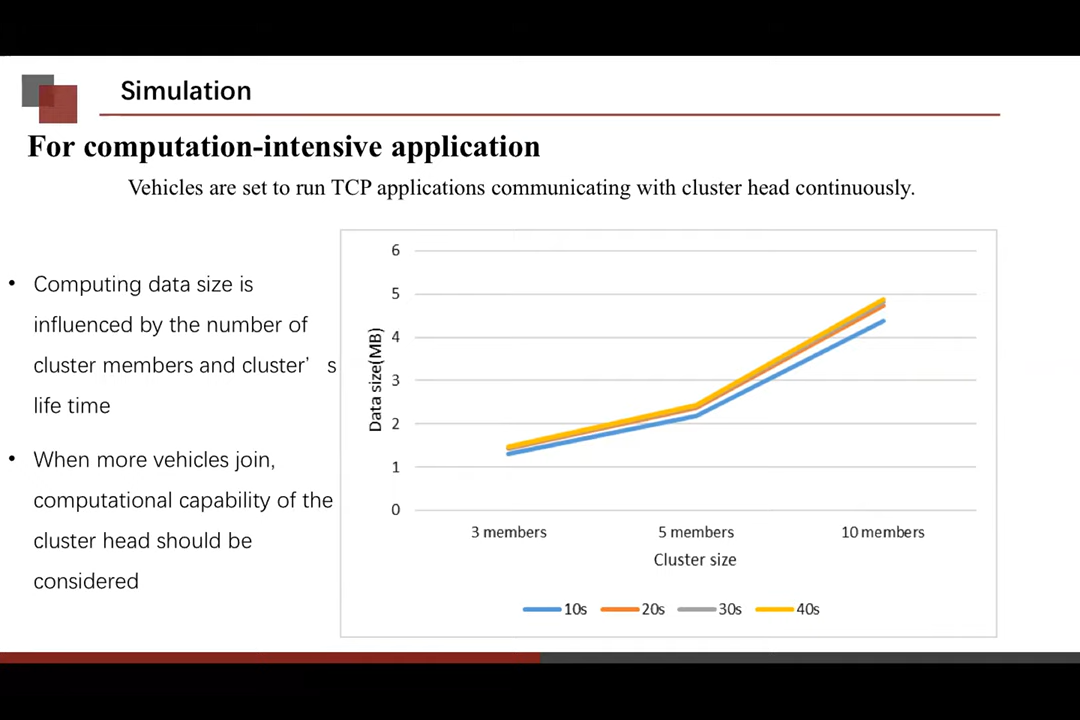 Simulation
For computation-intensive application
Vehicles are set to run TCP applications communicating with cluster head continuously.
• Computing data size is
influenced by the number of
cluster members and cluster’ s
life time
• When more vehicles join,
computational capability of the
cluster head should be
considered
Data size(MB)
6
5
4
3
2
1
0
3 members 5 members 10 members
Cluster size
10s 20s 30s 40s